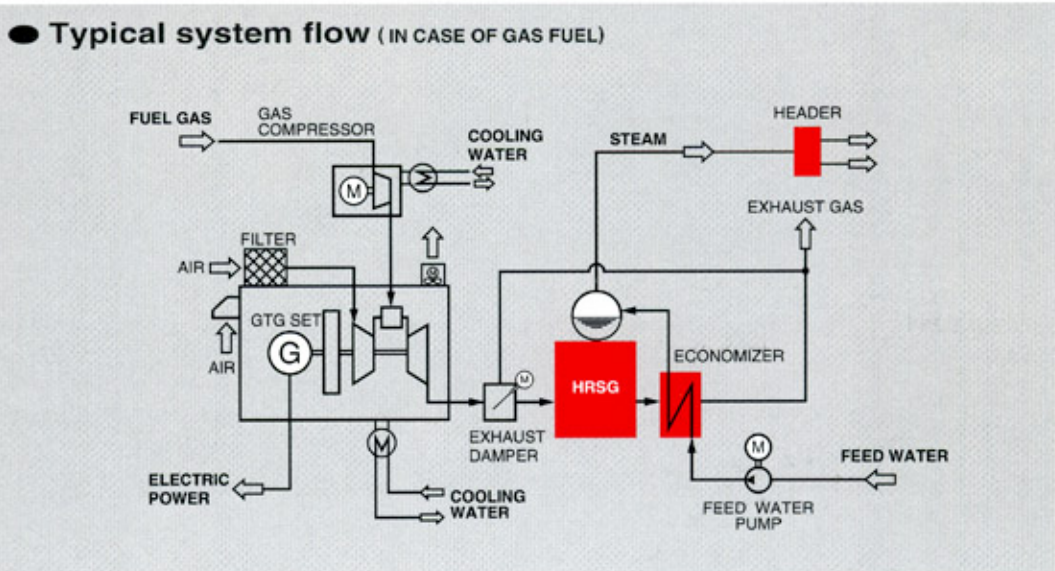 ● Typical system flow ( IN CASE OF GAS FUEL)
FUEL GAS
GAS
COMPRESSOR
COOLING
WATER
STEAM
HEADER
M
EXHAUST GAS
FILTER
AIR
GTG SET
G
AIR
ECONOMIZER
HRSG
M
EXHAUST
DAMPER
M
FEED WATER
ELECTRIC
POWER
COOLING
WATER
FEED WATER
PUMP